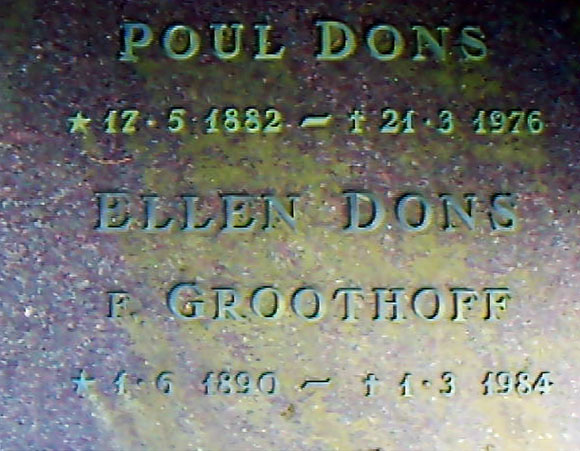 POUL DONS
★ 17 · 5 1882 — † 21 · 3 1976
ELLEN DONS
F. GROOTHOFF
★ 1 · 6 1890 — † 1 · 3 1984